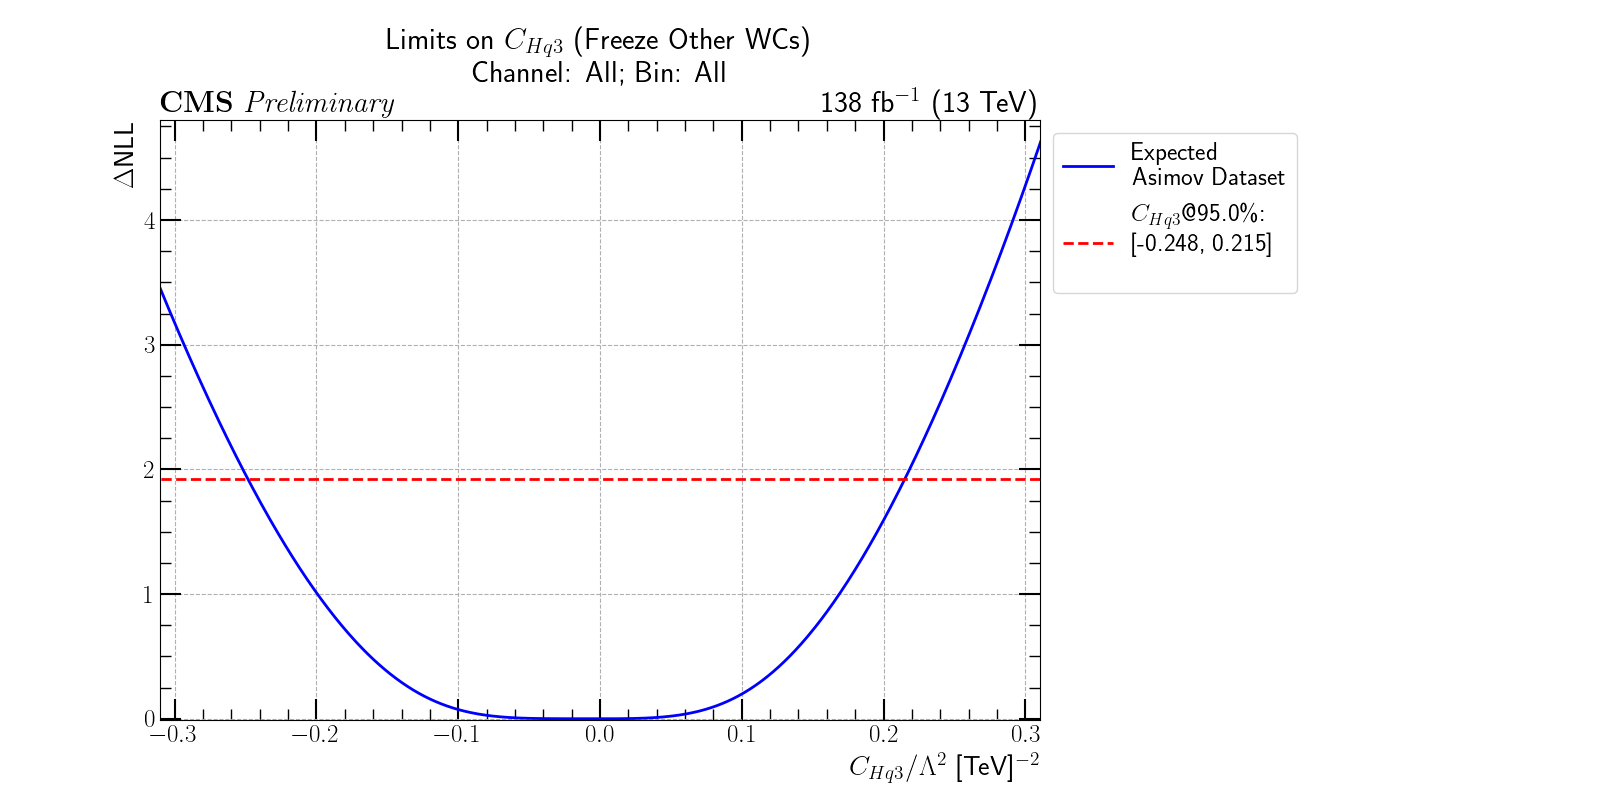 Limits on C_{Hq3} (Freeze Other WCs)
Channel: All; Bin: All
CMS Preliminary
138 fb⁻¹ (13 TeV)
ΔNLL
Expected
Asimov Dataset
C_{Hq3}@95.0%:
[-0.248, 0.215]
4
3
2
1
0
−0.3
−0.2
−0.1
0.0
0.1
0.2
0.3
C_{Hq3}/Λ² [TeV]⁻²